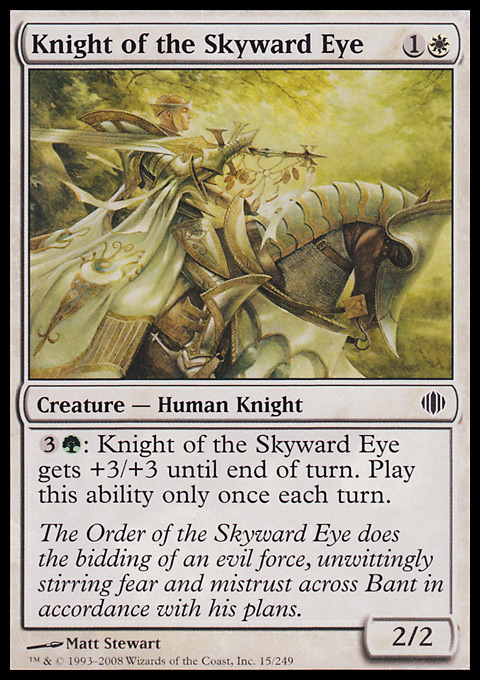 Knight of the Skyward Eye 1
Creature — Human Knight
3: Knight of the Skyward Eye
gets +3/+3 until end of turn. Play
this ability only once each turn.
The Order of the Skyward Eye does
the bidding of an evil force, unwittingly
stirring fear and mistrust across Bant in
accordance with his plans.
Matt Stewart
2/2
™ & © 1993–2008 Wizards of the Coast, Inc. 15/249